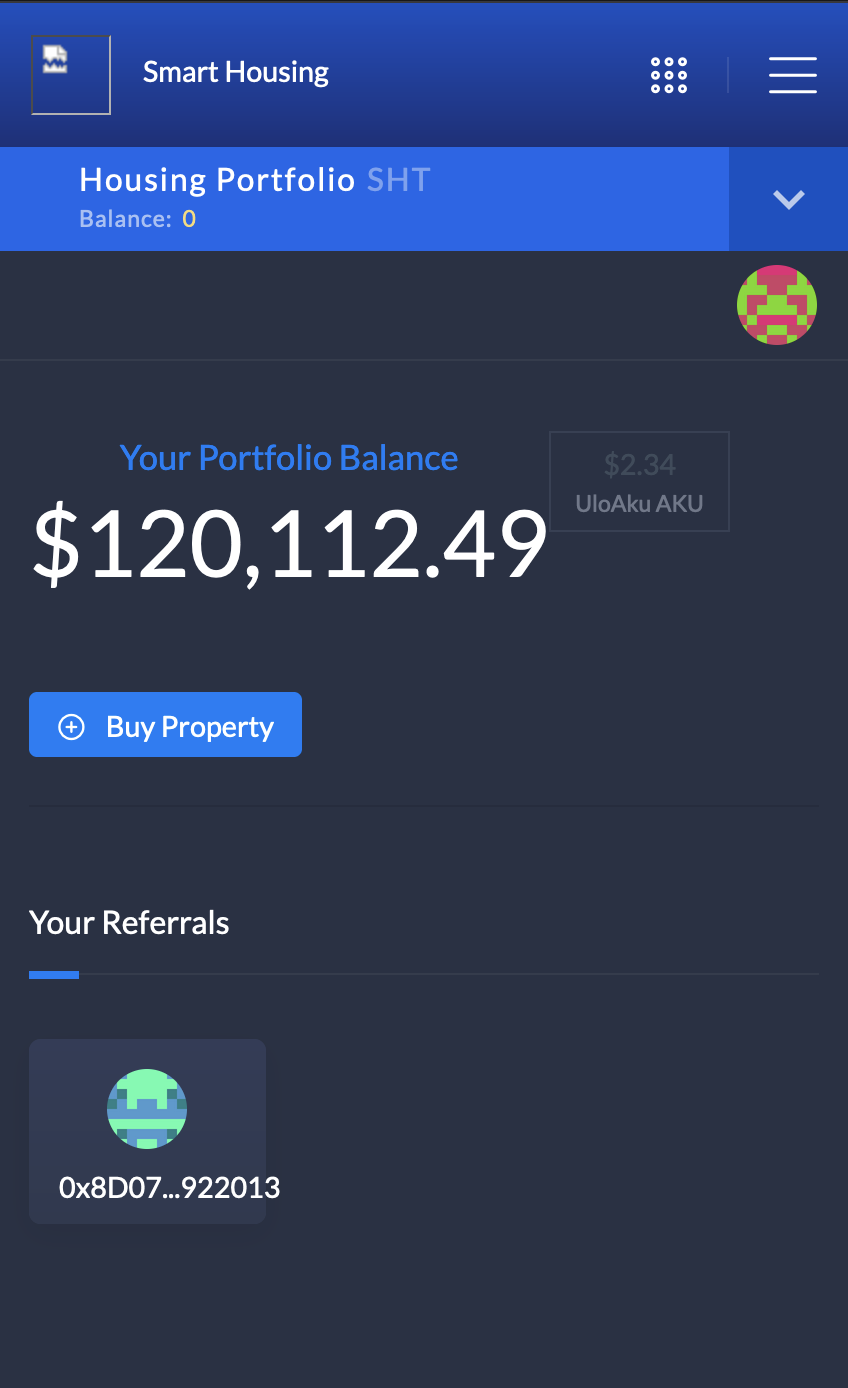 Smart Housing
Housing Portfolio SHT
Balance: 0
Your Portfolio Balance
$120,112.49
$2.34
UloAku AKU
Buy Property
Your Referrals
0x8D07...922013